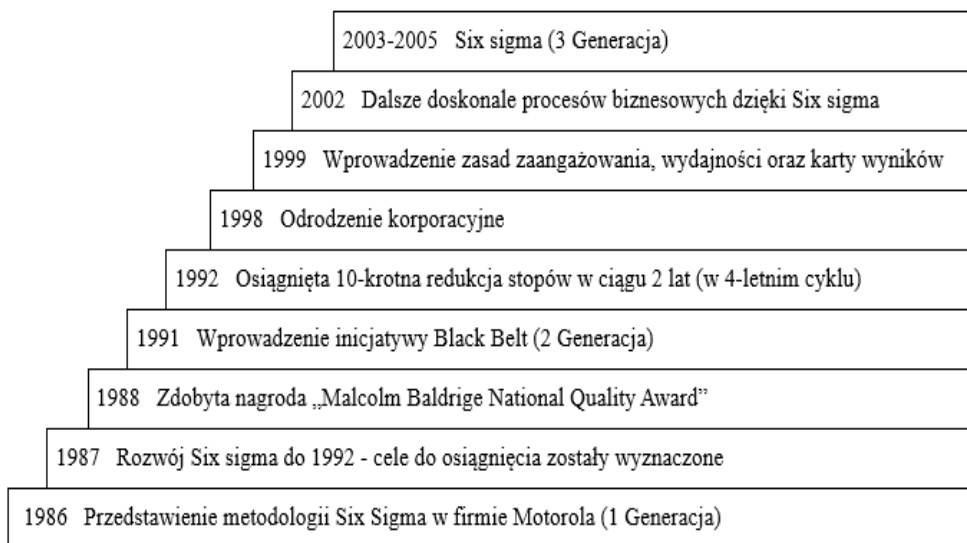 2003-2005 Six sigma (3 Generacja)
2002 Dalsze doskonale procesów biznesowych dzięki Six sigma
1999 Wprowadzenie zasad zaangażowania, wydajności oraz karty wyników
1998 Odrodzenie korporacyjne
1992 Osiągnięta 10-krotna redukcja stopów w ciągu 2 lat (w 4-letnim cyklu)
1991 Wprowadzenie inicjatywy Black Belt (2 Generacja)
1988 Zdobyta nagroda „Malcolm Baldrige National Quality Award”
1987 Rozwój Six sigma do 1992 - cele do osiągnięcia zostały wyznaczone
1986 Przedstawienie metodologii Six Sigma w firmie Motorola (1 Generacja)